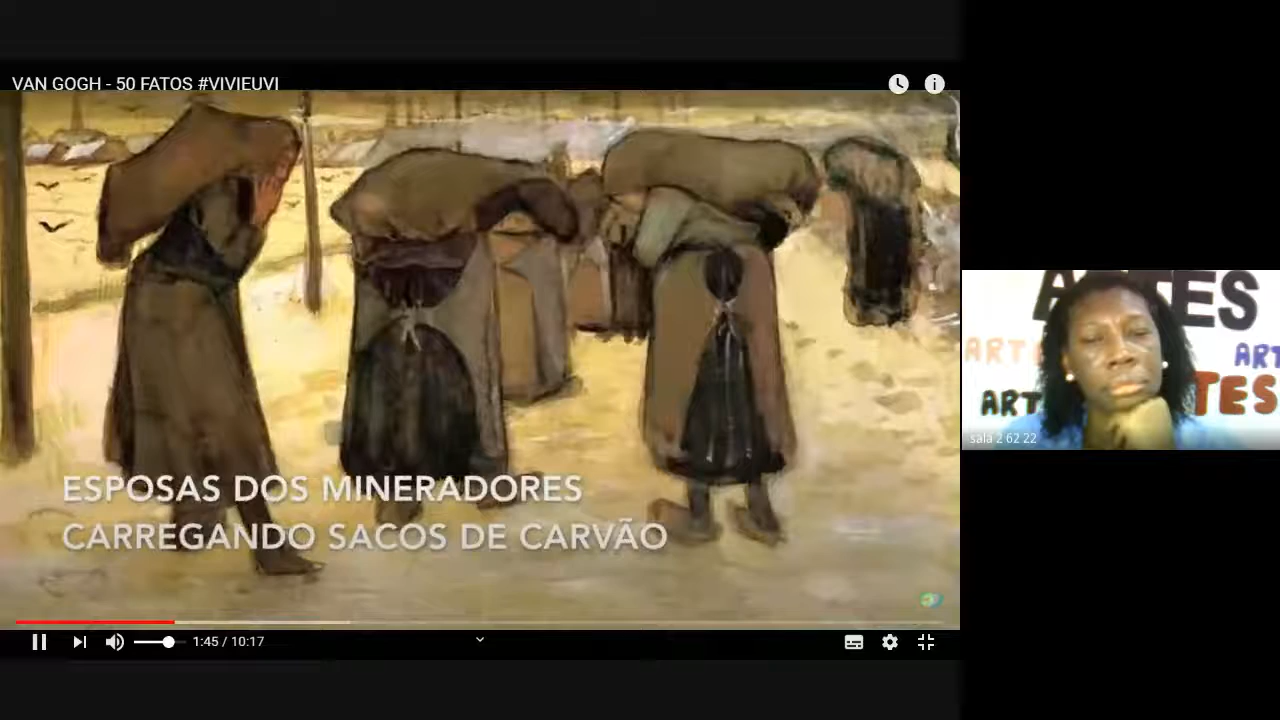 VAN GOGH - 50 FATOS #VIVIEUVI
ESPOSAS DOS MINERADORES
CARREGANDO SACOS DE CARVÃO
1:45 / 10:17
ARTES
ART
ART
ART
TES
sala 2 62 22